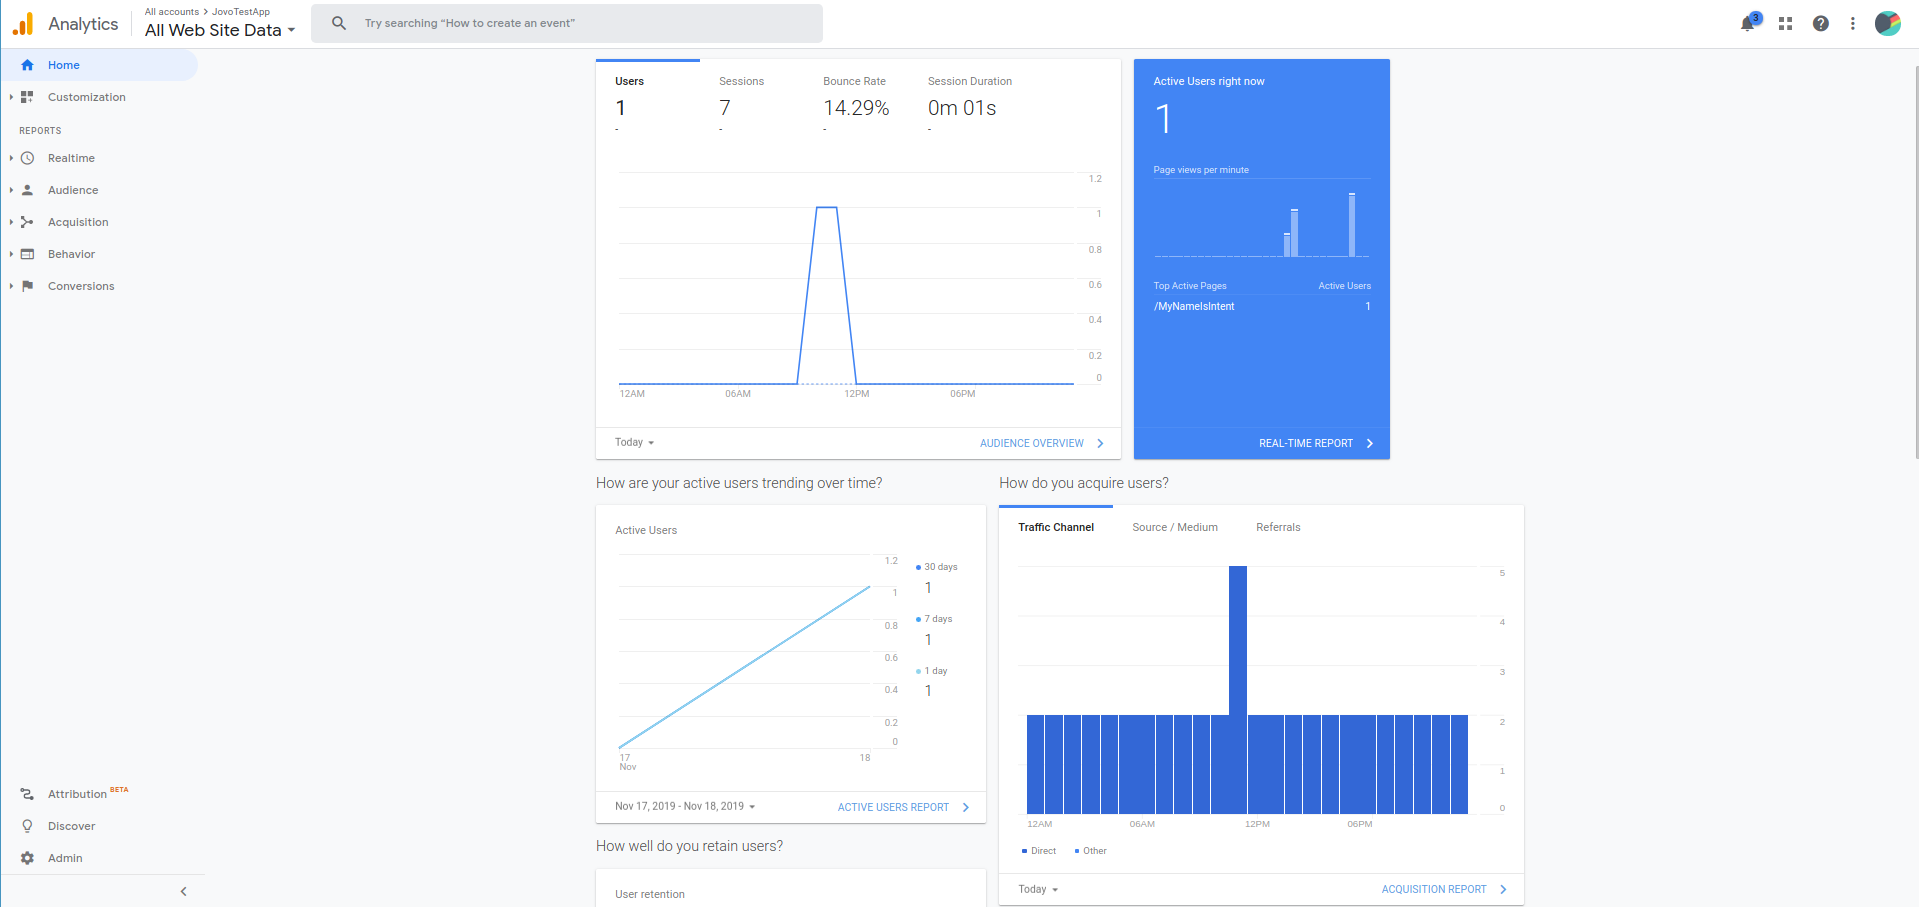 Analytics
All accounts > JovoTestApp
All Web Site Data
Try searching “How to create an event”
3
Home
Customization
REPORTS
Realtime
Audience
Acquisition
Behavior
Conversions
Attribution BETA
Discover
Admin
Users Sessions Bounce Rate Session Duration
1 7 14.29% 0m 01s
- - - -
1.2
1
0.8
0.6
0.4
0.2
0
12AM 06AM 12PM 06PM
Today AUDIENCE OVERVIEW
Active Users right now
1
Page views per minute
Top Active Pages Active Users
/MyNameIsIntent 1
REAL-TIME REPORT
How are your active users trending over time?
Active Users
1.2
1
0.8
0.6
0.4
0.2
0
17 18
Nov
30 days
1
7 days
1
1 day
1
Nov 17, 2019 - Nov 18, 2019 ACTIVE USERS REPORT
How do you acquire users?
Traffic Channel Source / Medium Referrals
5
4
3
2
1
0
12AM 06AM 12PM 06PM
Direct Other
Today ACQUISITION REPORT
How well do you retain users?
User retention